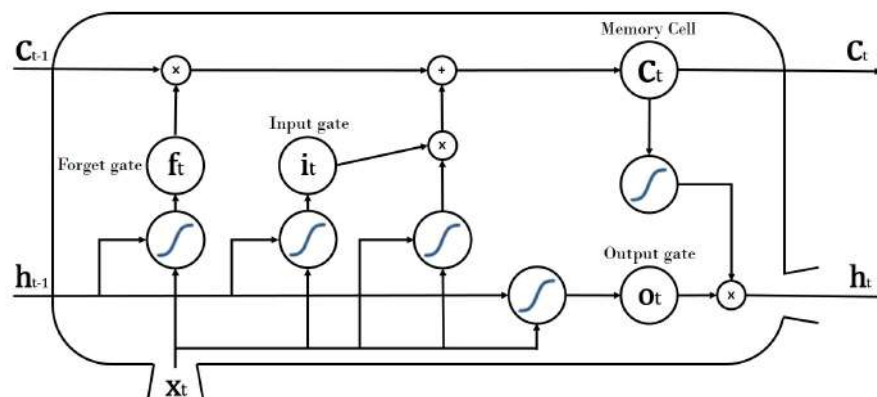 Memory Cell
Ct-1
×
+
Ct
Ct
Input gate
×
Forget gate
ft
it
Output gate
ht-1
ot
×
ht
xt